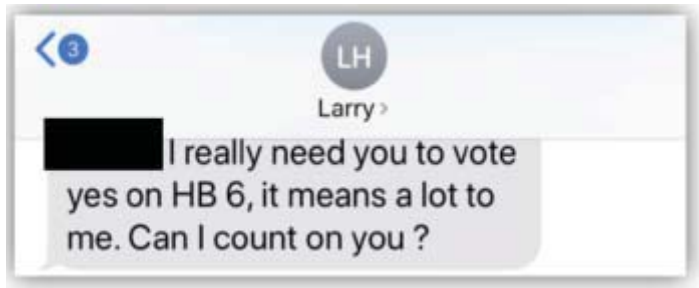 3
LH
Larry >
I really need you to vote
yes on HB 6, it means a lot to
me. Can I count on you ?